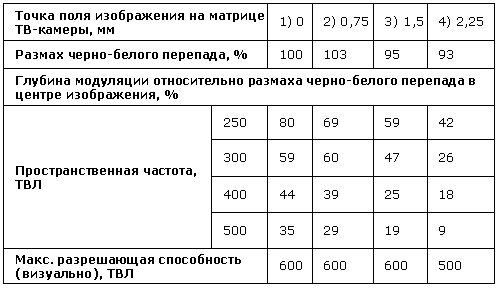 Точка поля изображения на матрице ТВ-камеры, мм 1) 0 2) 0,75 3) 1,5 4) 2,25
Размах черно-белого перепада, % 100 103 95 93
Глубина модуляции относительно размаха черно-белого перепада в
центре изображения, %
Пространственная частота, ТВЛ
250 80 69 59 42
300 59 60 47 26
400 44 39 25 18
500 35 29 19 9
Макс. разрешающая способность (визуально), ТВЛ 600 600 600 500